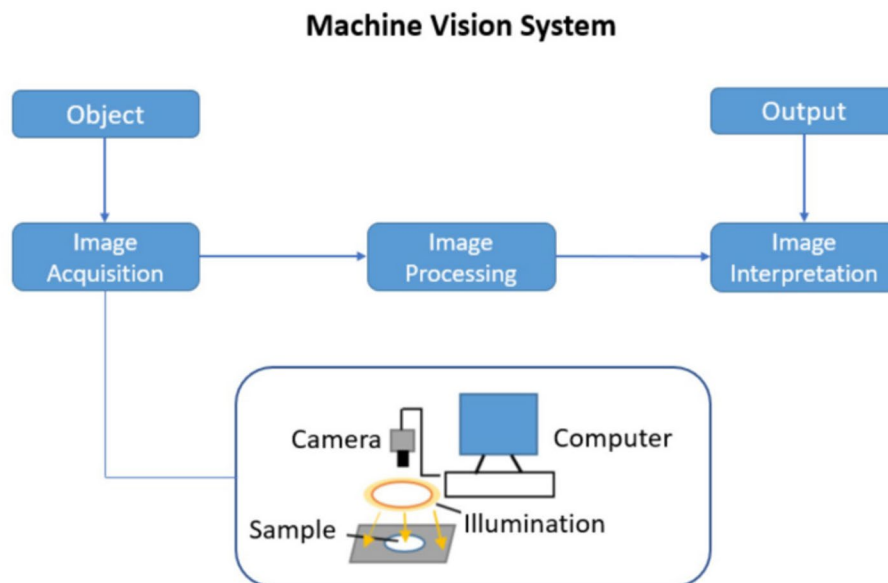 Machine Vision System
Object
Output
Image
Acquisition
Image
Processing
Image
Interpretation
Camera
Computer
Illumination
Sample